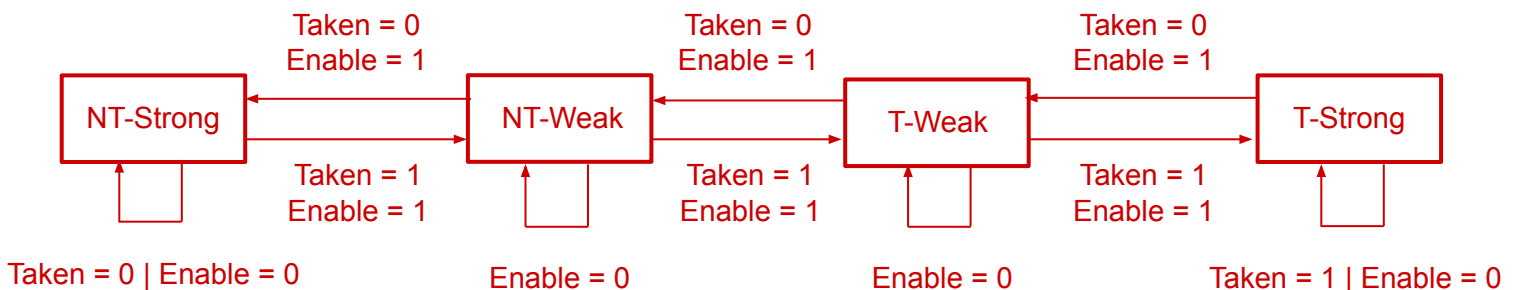 Taken = 0
Enable = 1
Taken = 0
Enable = 1
Taken = 0
Enable = 1
NT-Strong
NT-Weak
T-Weak
T-Strong
Taken = 1
Enable = 1
Taken = 1
Enable = 1
Taken = 1
Enable = 1
Taken = 0 | Enable = 0
Enable = 0
Enable = 0
Taken = 1 | Enable = 0